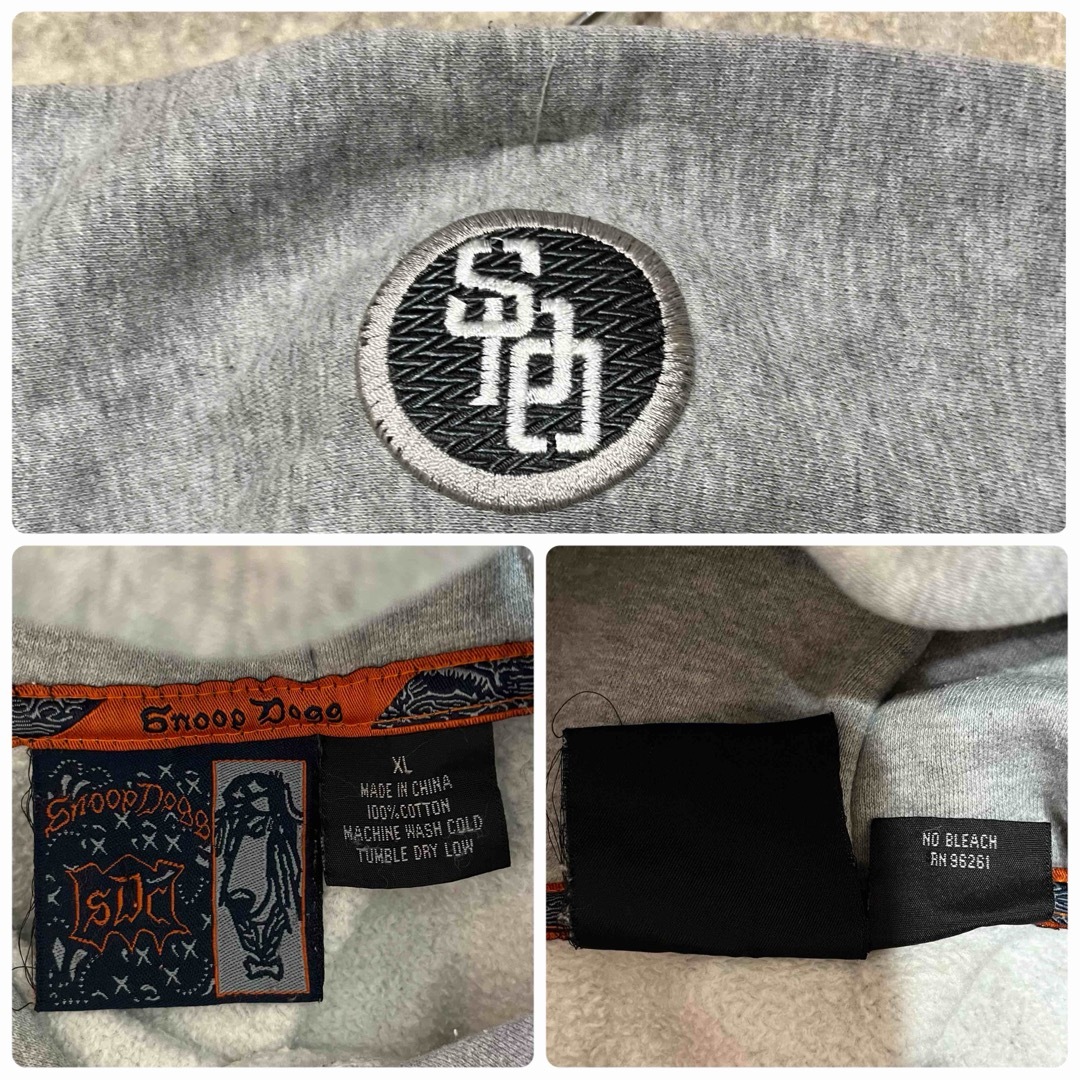 Snoop Dogg
Snoop Dogg
SDC
XL
MADE IN CHINA
100% COTTON
MACHINE WASH COLD
TUMBLE DRY LOW
NO BLEACH
RN 96261